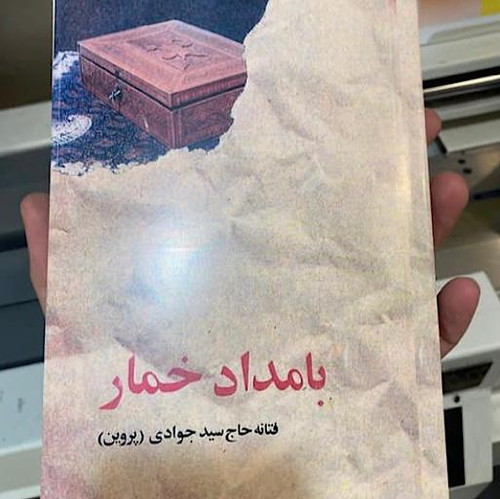 بامداد خمار
فتانه حاج سید جوادی (پروین)